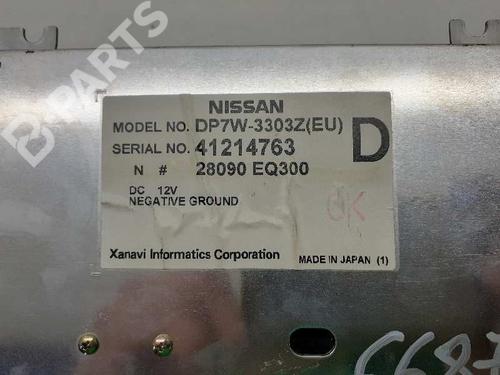 B-PARTS
NISSAN
MODEL NO. DP7W-3303Z(EU)
D
SERIAL NO. 41214763
N # 28090 EQ300
DC 12V
NEGATIVE GROUND
OK
Xanavi Informatics Corporation
MADE IN JAPAN (1)
6687